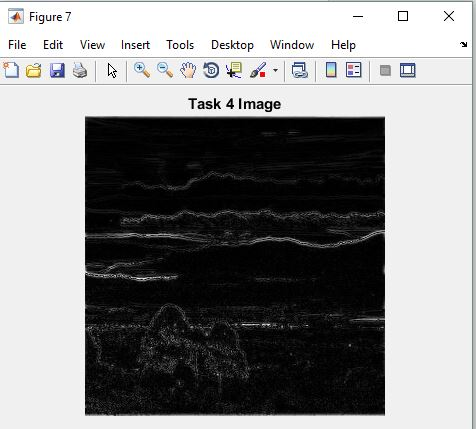 Figure 7
File Edit View Insert Tools Desktop Window Help
Task 4 Image